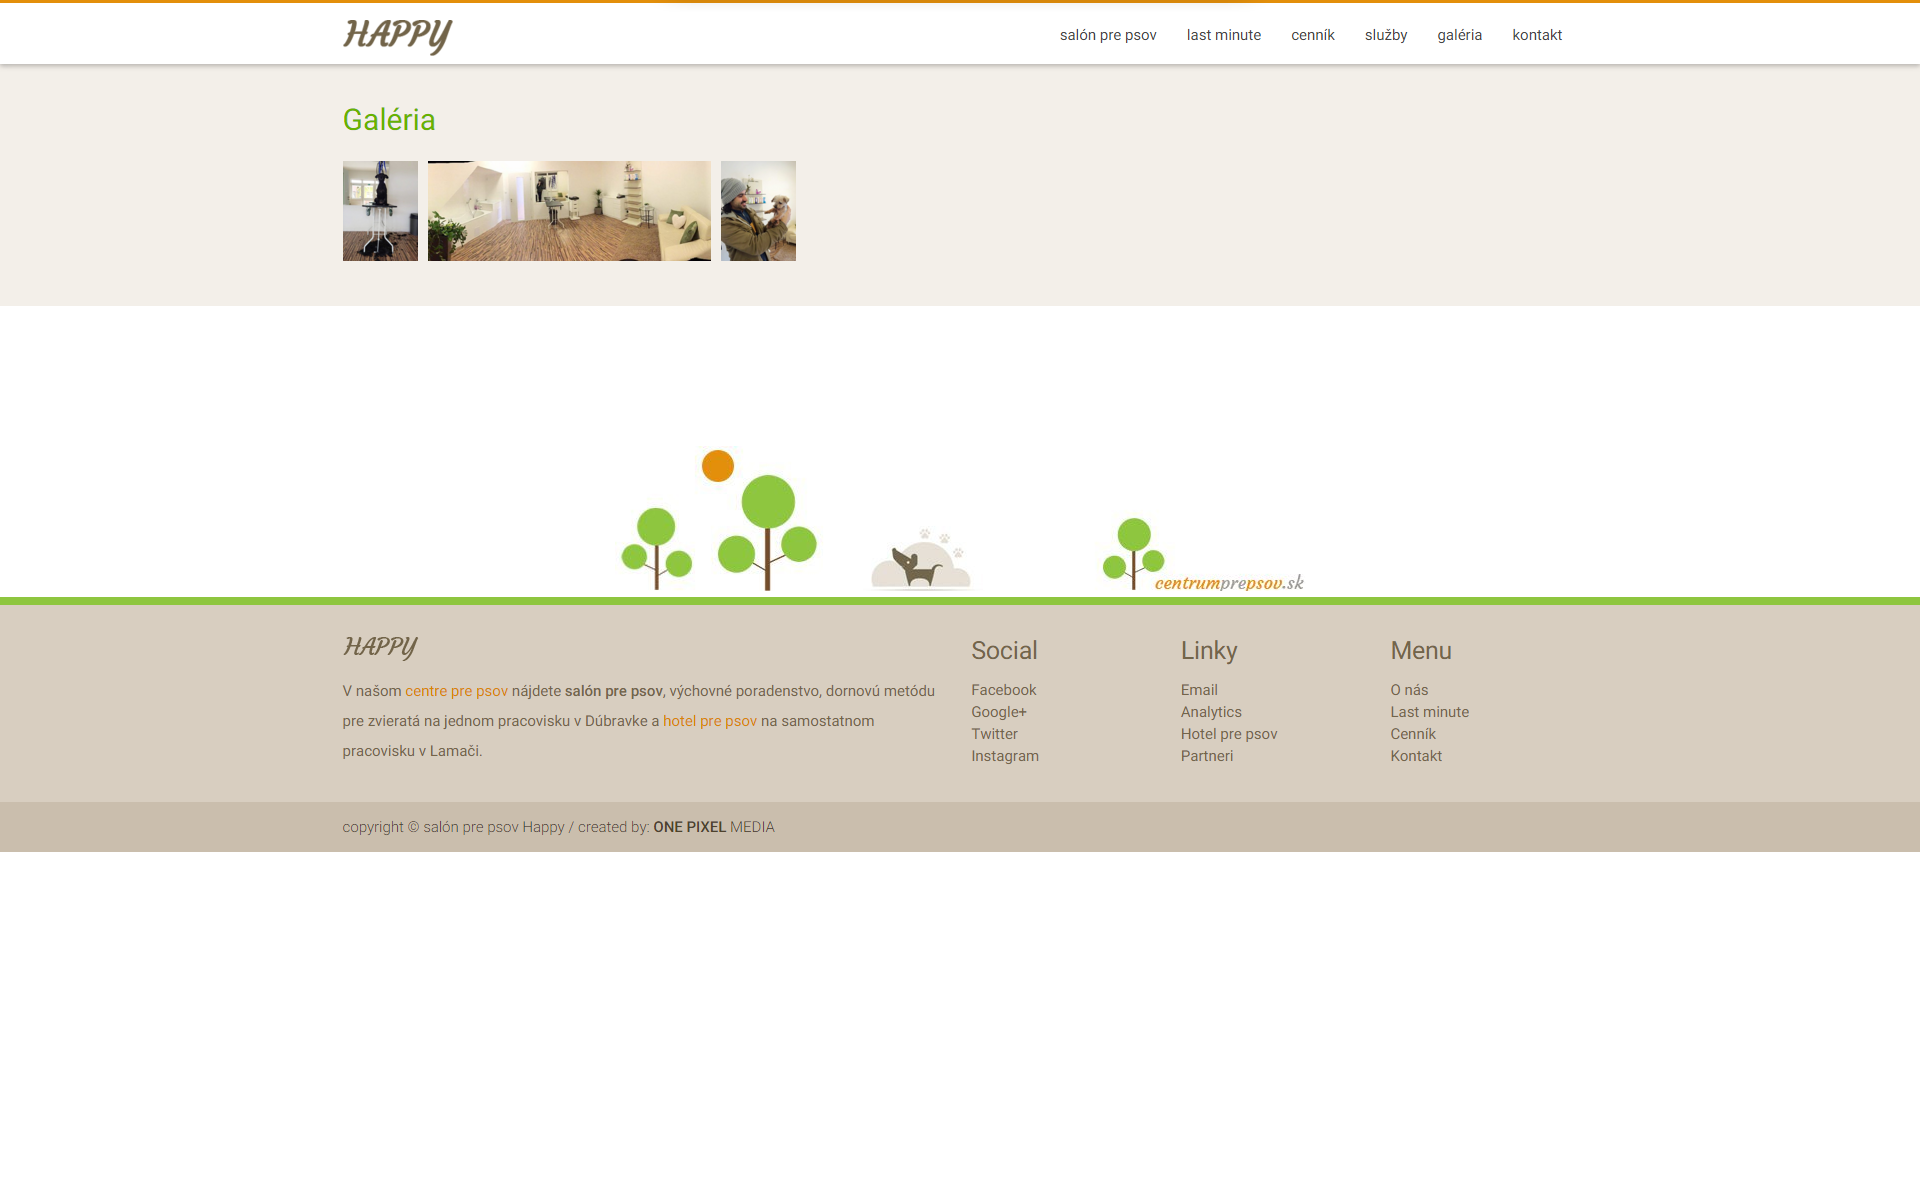 HAPPY
salón pre psov
last minute
cenník
služby
galéria
kontakt
Galéria
centrumprepsov.sk
HAPPY
V našom centre pre psov nájdete salón pre psov, výchovné poradenstvo, dornovú metódu
pre zvieratá na jednom pracovisku v Dúbravke a hotel pre psov na samostatnom
pracovisku v Lamači.
Social
Facebook
Google+
Twitter
Instagram
Linky
Email
Analytics
Hotel pre psov
Partneri
Menu
O nás
Last minute
Cenník
Kontakt
copyright © salón pre psov Happy / created by: ONE PIXEL MEDIA